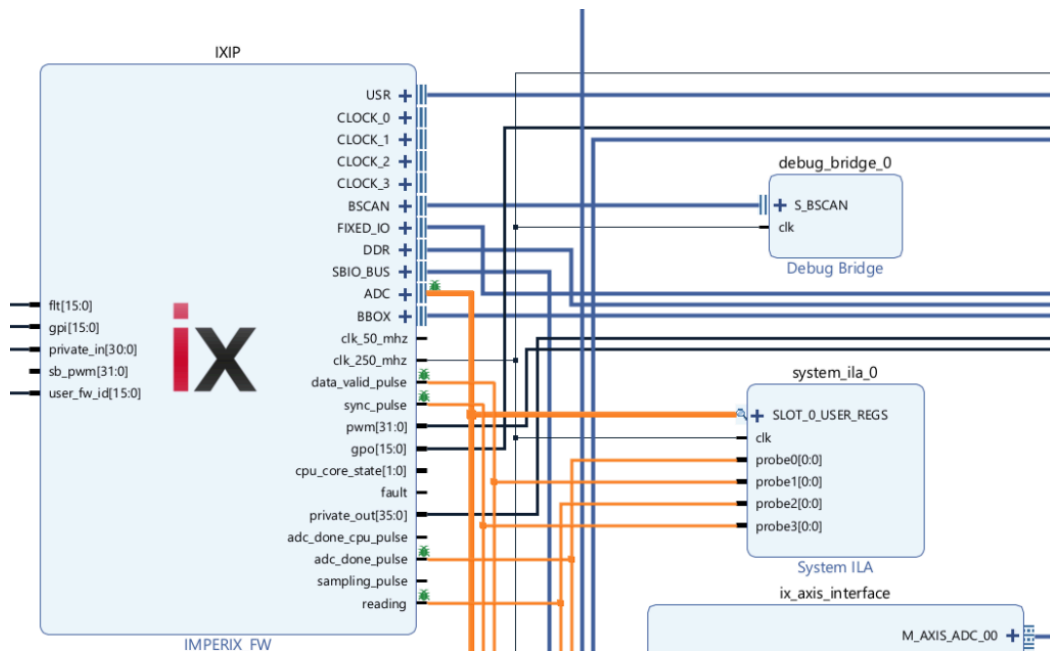 IXIP
USR
CLOCK_0
CLOCK_1
CLOCK_2
CLOCK_3
BSCAN
FIXED_IO
DDR
SBIO_BUS
ADC
BBOX
clk_50_mhz
clk_250_mhz
data_valid_pulse
sync_pulse
pwm[31:0]
gpo[15:0]
cpu_core_state[1:0]
fault
private_out[35:0]
adc_done_cpu_pulse
adc_done_pulse
sampling_pulse
reading
flt[15:0]
gpi[15:0]
private_in[30:0]
sb_pwm[31:0]
user_fw_id[15:0]
ix
IMPERIX_FW
debug_bridge_0
S_BSCAN
clk
Debug Bridge
system_ila_0
SLOT_0_USER_REGS
clk
probe0[0:0]
probe1[0:0]
probe2[0:0]
probe3[0:0]
System ILA
ix_axis_interface
M_AXIS_ADC_00